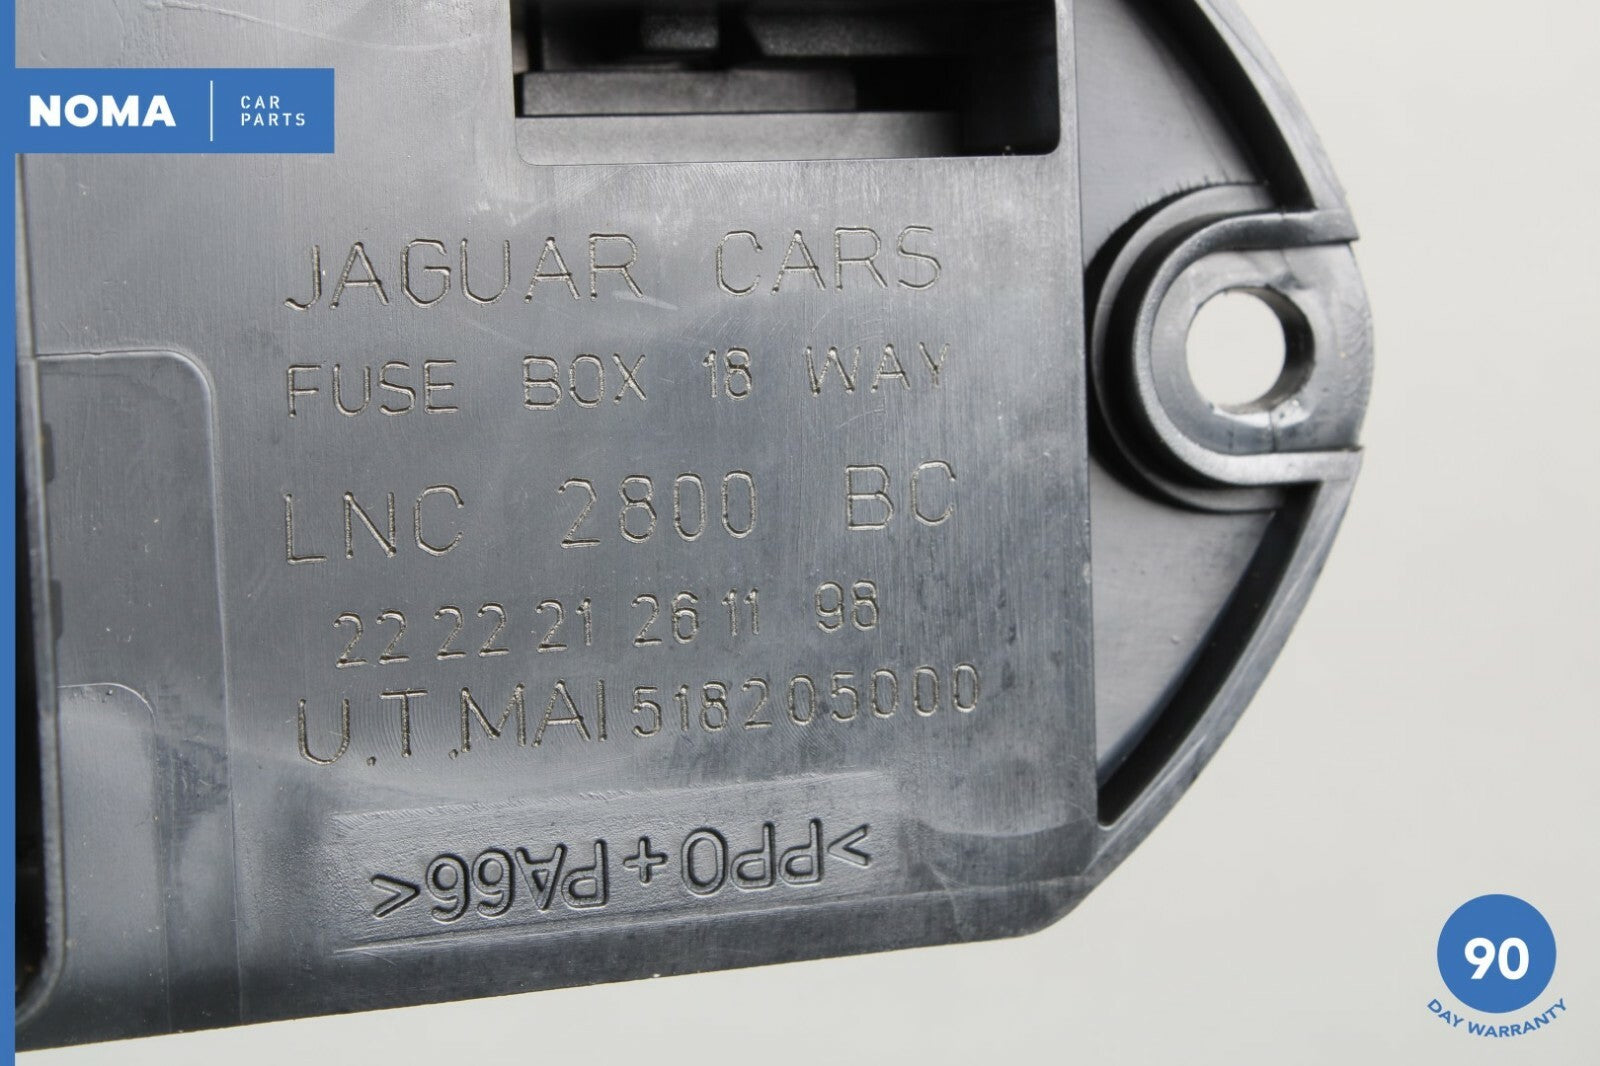 NOMA
CAR
PARTS
JAGUAR CARS
FUSE BOX 18 WAY
LNC 2800 BC
22 22 21 26 11 98
U.T.MAI 518205000
>PPO+PA66<
90
DAY WARRANTY